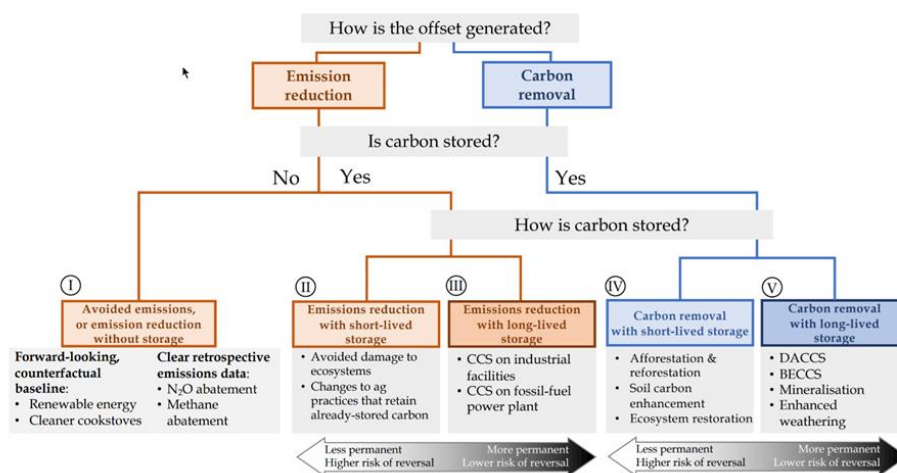 How is the offset generated?
Emission
reduction
Carbon
removal
Is carbon stored?
No
Yes
Yes
How is carbon stored?
I
Avoided emissions,
or emission reduction
without storage
Forward-looking,
counterfactual
baseline:
• Renewable energy
• Cleaner cookstoves
Clear retrospective
emissions data:
• N₂O abatement
• Methane
abatement
II
Emissions reduction
with short-lived
storage
• Avoided damage to
ecosystems
• Changes to ag
practices that retain
already-stored carbon
III
Emissions reduction
with long-lived
storage
• CCS on industrial
facilities
• CCS on fossil-fuel
power plant
Less permanent
Higher risk of reversal
More permanent
Lower risk of reversal
IV
Carbon removal
with short-lived
storage
• Afforestation &
reforestation
• Soil carbon
enhancement
• Ecosystem restoration
V
Carbon removal
with long-lived
storage
• DACCS
• BECCS
• Mineralisation
• Enhanced
weathering
Less permanent
Higher risk of reversal
More permanent
Lower risk of reversal